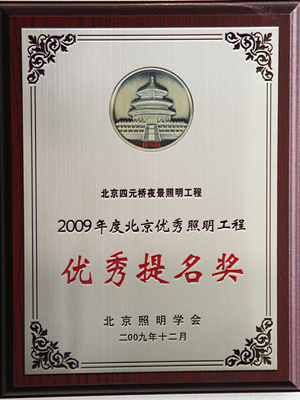 北京四元桥夜景照明工程
2009年度北京优秀照明工程
优秀提名奖
北京照明学会
二00九年十二月